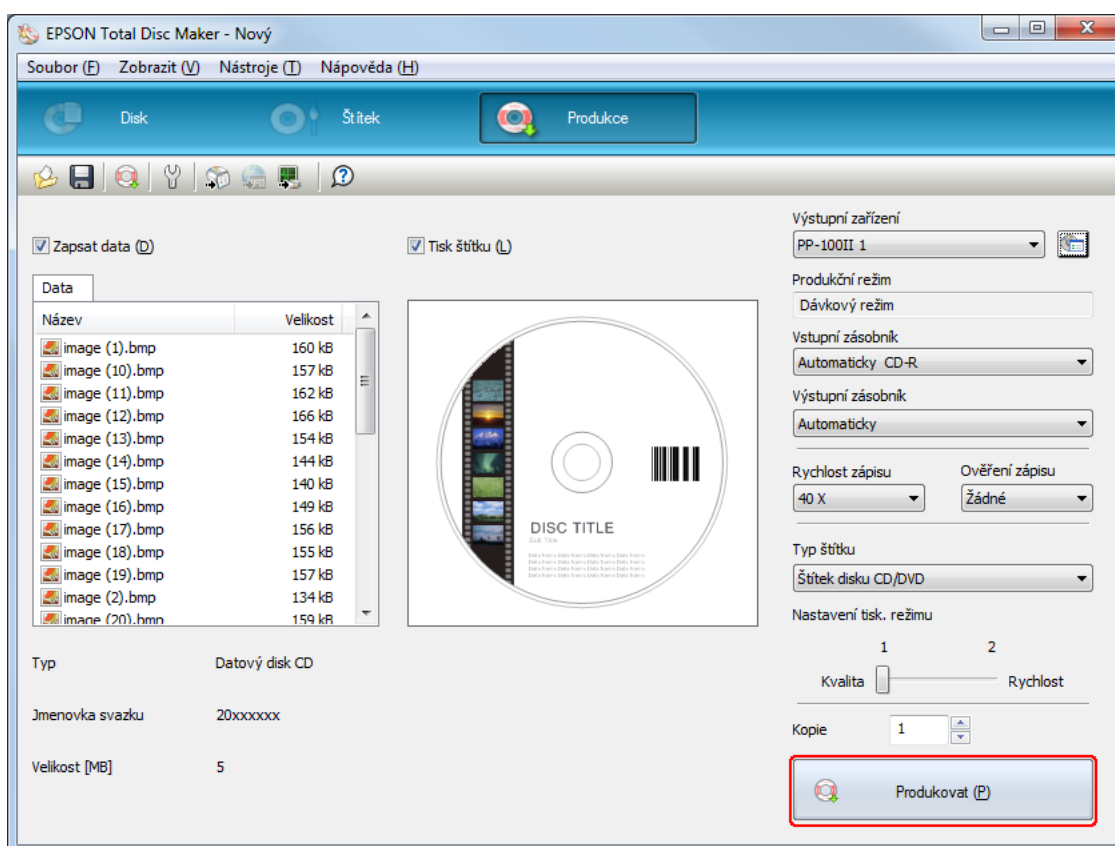 EPSON Total Disc Maker - Nový
Soubor (F) Zobrazit (V) Nástroje (T) Nápověda (H)
Disk Štítek Produkce
Zapsat data (D)
Data
Název Velikost
image (1).bmp 160 kB
image (10).bmp 157 kB
image (11).bmp 162 kB
image (12).bmp 166 kB
image (13).bmp 154 kB
image (14).bmp 144 kB
image (15).bmp 140 kB
image (16).bmp 149 kB
image (17).bmp 156 kB
image (18).bmp 155 kB
image (19).bmp 157 kB
image (2).bmp 134 kB
image (20).bmp 159 kB
Typ Datový disk CD
Jmenovka svazku 20xxxxxx
Velikost [MB] 5
Tisk štítku (L)
DISC TITLE
Sub Title
Výstupní zařízení
PP-100II 1
Produkční režim
Dávkový režim
Vstupní zásobník
Automaticky CD-R
Výstupní zásobník
Automaticky
Rychlost zápisu Ověření zápisu
40 X Žádné
Typ štítku
Štítek disku CD/DVD
Nastavení tisk. režimu
1 2
Kvalita Rychlost
Kopie 1
Produkovat (P)